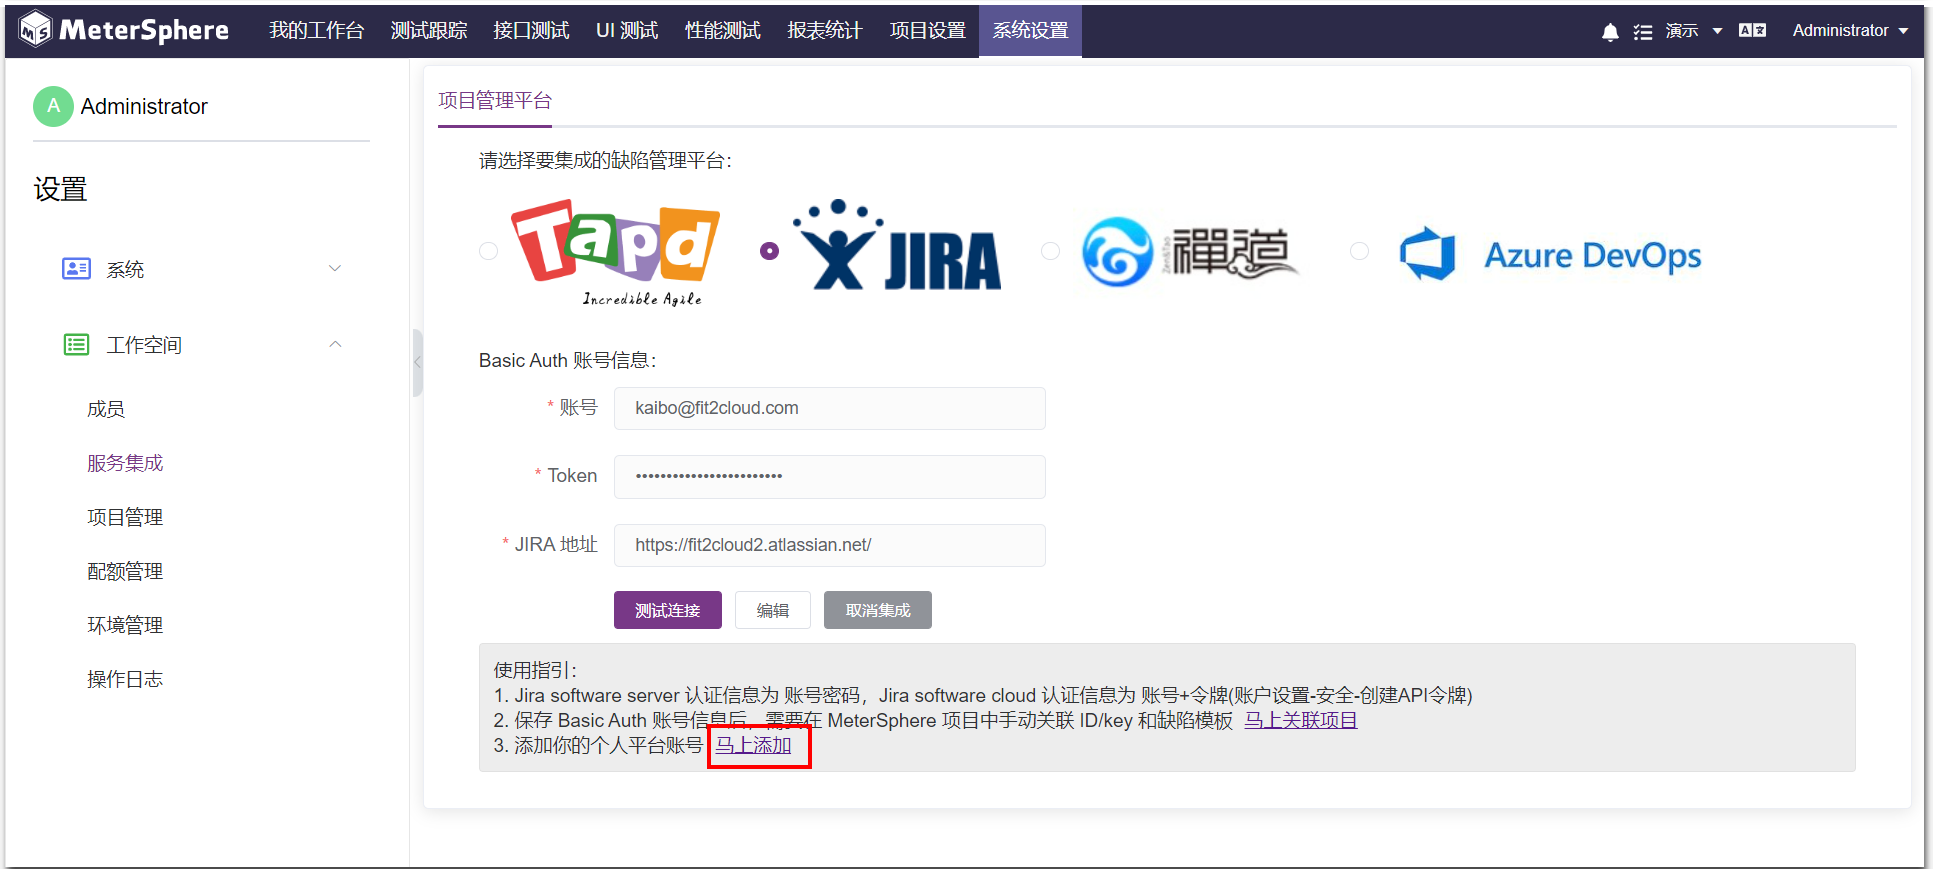 MS MeterSphere 我的工作台 测试跟踪 接口测试 UI 测试 性能测试 报表统计 项目设置 系统设置 演示 Administrator
A Administrator
设置
系统
工作空间
成员
服务集成
项目管理
配额管理
环境管理
操作日志
项目管理平台
请选择要集成的缺陷管理平台：
Tapd
Incredible Agile
JIRA
禪道
Azure DevOps
Basic Auth 账号信息：
* 账号 kaibo@fit2cloud.com
* Token ••••••••••••••••••••••••
* JIRA 地址 https://fit2cloud2.atlassian.net/
测试连接 编辑 取消集成
使用指引：
1. Jira software server 认证信息为 账号密码，Jira software cloud 认证信息为 账号+令牌(账户设置-安全-创建API令牌)
2. 保存 Basic Auth 账号信息后，需要在 MeterSphere 项目中手动关联 ID/key 和缺陷模板 马上关联项目
3. 添加你的个人平台账号 马上添加